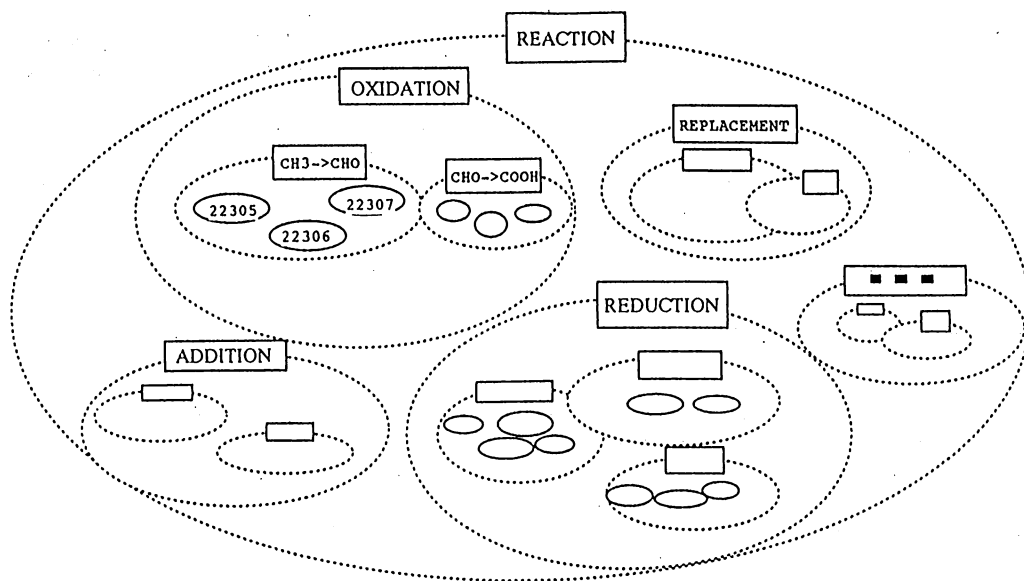 REACTION
OXIDATION
REPLACEMENT
CH3->CHO
CHO->COOH
22305
22307
22306
REDUCTION
ADDITION